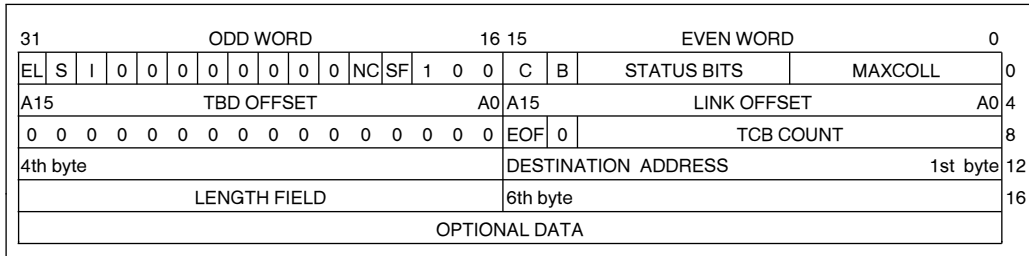 31 ODD WORD 16 15 EVEN WORD 0
EL S I 0 0 0 0 0 0 0 0 NC SF 1 0 0 C B STATUS BITS MAXCOLL 0
A15 TBD OFFSET A0 A15 LINK OFFSET A0 4
0 0 0 0 0 0 0 0 0 0 0 0 0 0 0 0 EOF 0 TCB COUNT 8
4th byte DESTINATION ADDRESS 1st byte 12
LENGTH FIELD 6th byte 16
OPTIONAL DATA